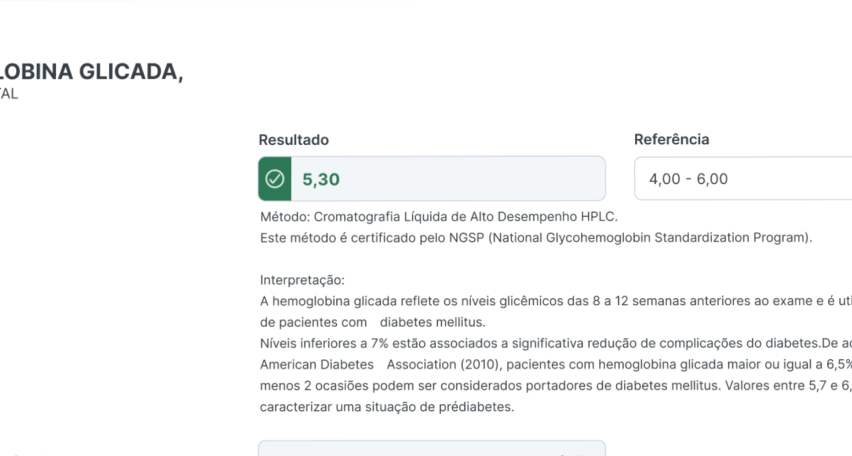 LOBINA GLICADA,
TAL
Resultado
Referência
5,30
4,00 - 6,00
Método: Cromatografia Líquida de Alto Desempenho HPLC.
Este método é certificado pelo NGSP (National Glycohemoglobin Standardization Program).
Interpretação:
A hemoglobina glicada reflete os níveis glicêmicos das 8 a 12 semanas anteriores ao exame e é uti
de pacientes com diabetes mellitus.
Níveis inferiores a 7% estão associados a significativa redução de complicações do diabetes.De ac
American Diabetes Association (2010), pacientes com hemoglobina glicada maior ou igual a 6,5%
menos 2 ocasiões podem ser considerados portadores de diabetes mellitus. Valores entre 5,7 e 6,
caracterizar uma situação de prédiabetes.